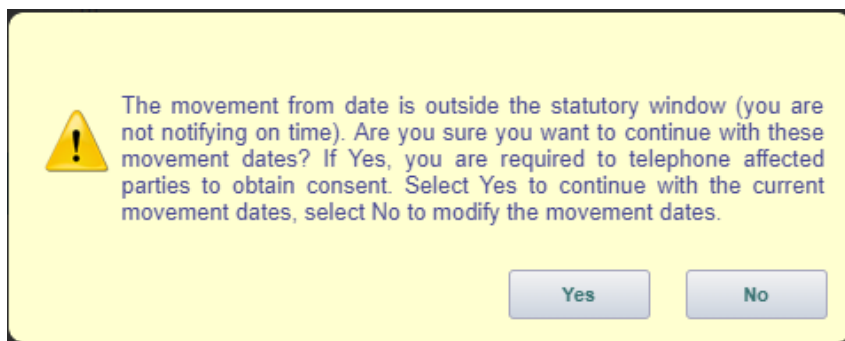 The movement from date is outside the statutory window (you are
not notifying on time). Are you sure you want to continue with these
movement dates? If Yes, you are required to telephone affected
parties to obtain consent. Select Yes to continue with the current
movement dates, select No to modify the movement dates.
Yes
No